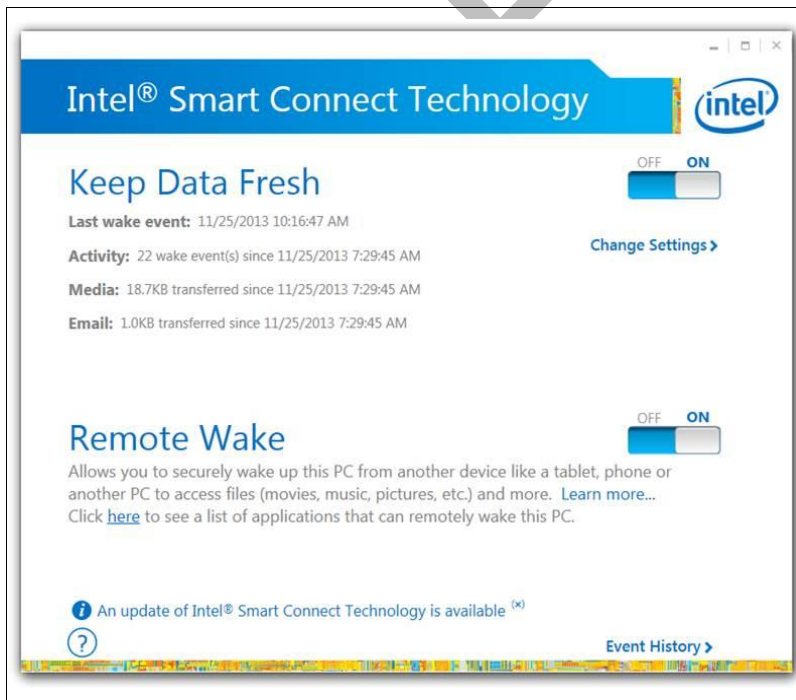 Intel® Smart Connect Technology
intel
Keep Data Fresh
OFF ON
Last wake event: 11/25/2013 10:16:47 AM
Activity: 22 wake event(s) since 11/25/2013 7:29:45 AM
Change Settings >
Media: 18.7KB transferred since 11/25/2013 7:29:45 AM
Email: 1.0KB transferred since 11/25/2013 7:29:45 AM
Remote Wake
OFF ON
Allows you to securely wake up this PC from another device like a tablet, phone or
another PC to access files (movies, music, pictures, etc.) and more. Learn more...
Click here to see a list of applications that can remotely wake this PC.
i An update of Intel® Smart Connect Technology is available (×)
?
Event History >